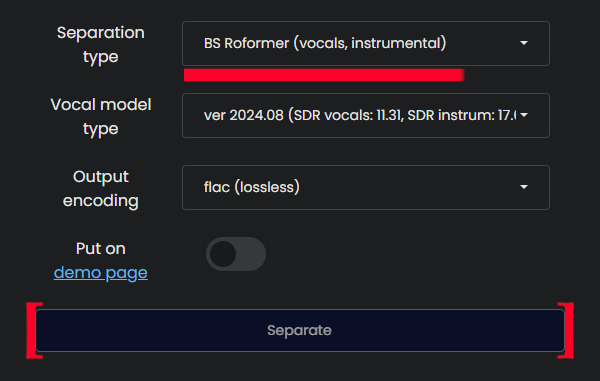 Separation
type
BS Roformer (vocals, instrumental)
Vocal model
type
ver 2024.08 (SDR vocals: 11.31, SDR instrum: 17.
Output
encoding
flac (lossless)
Put on
demo page
Separate